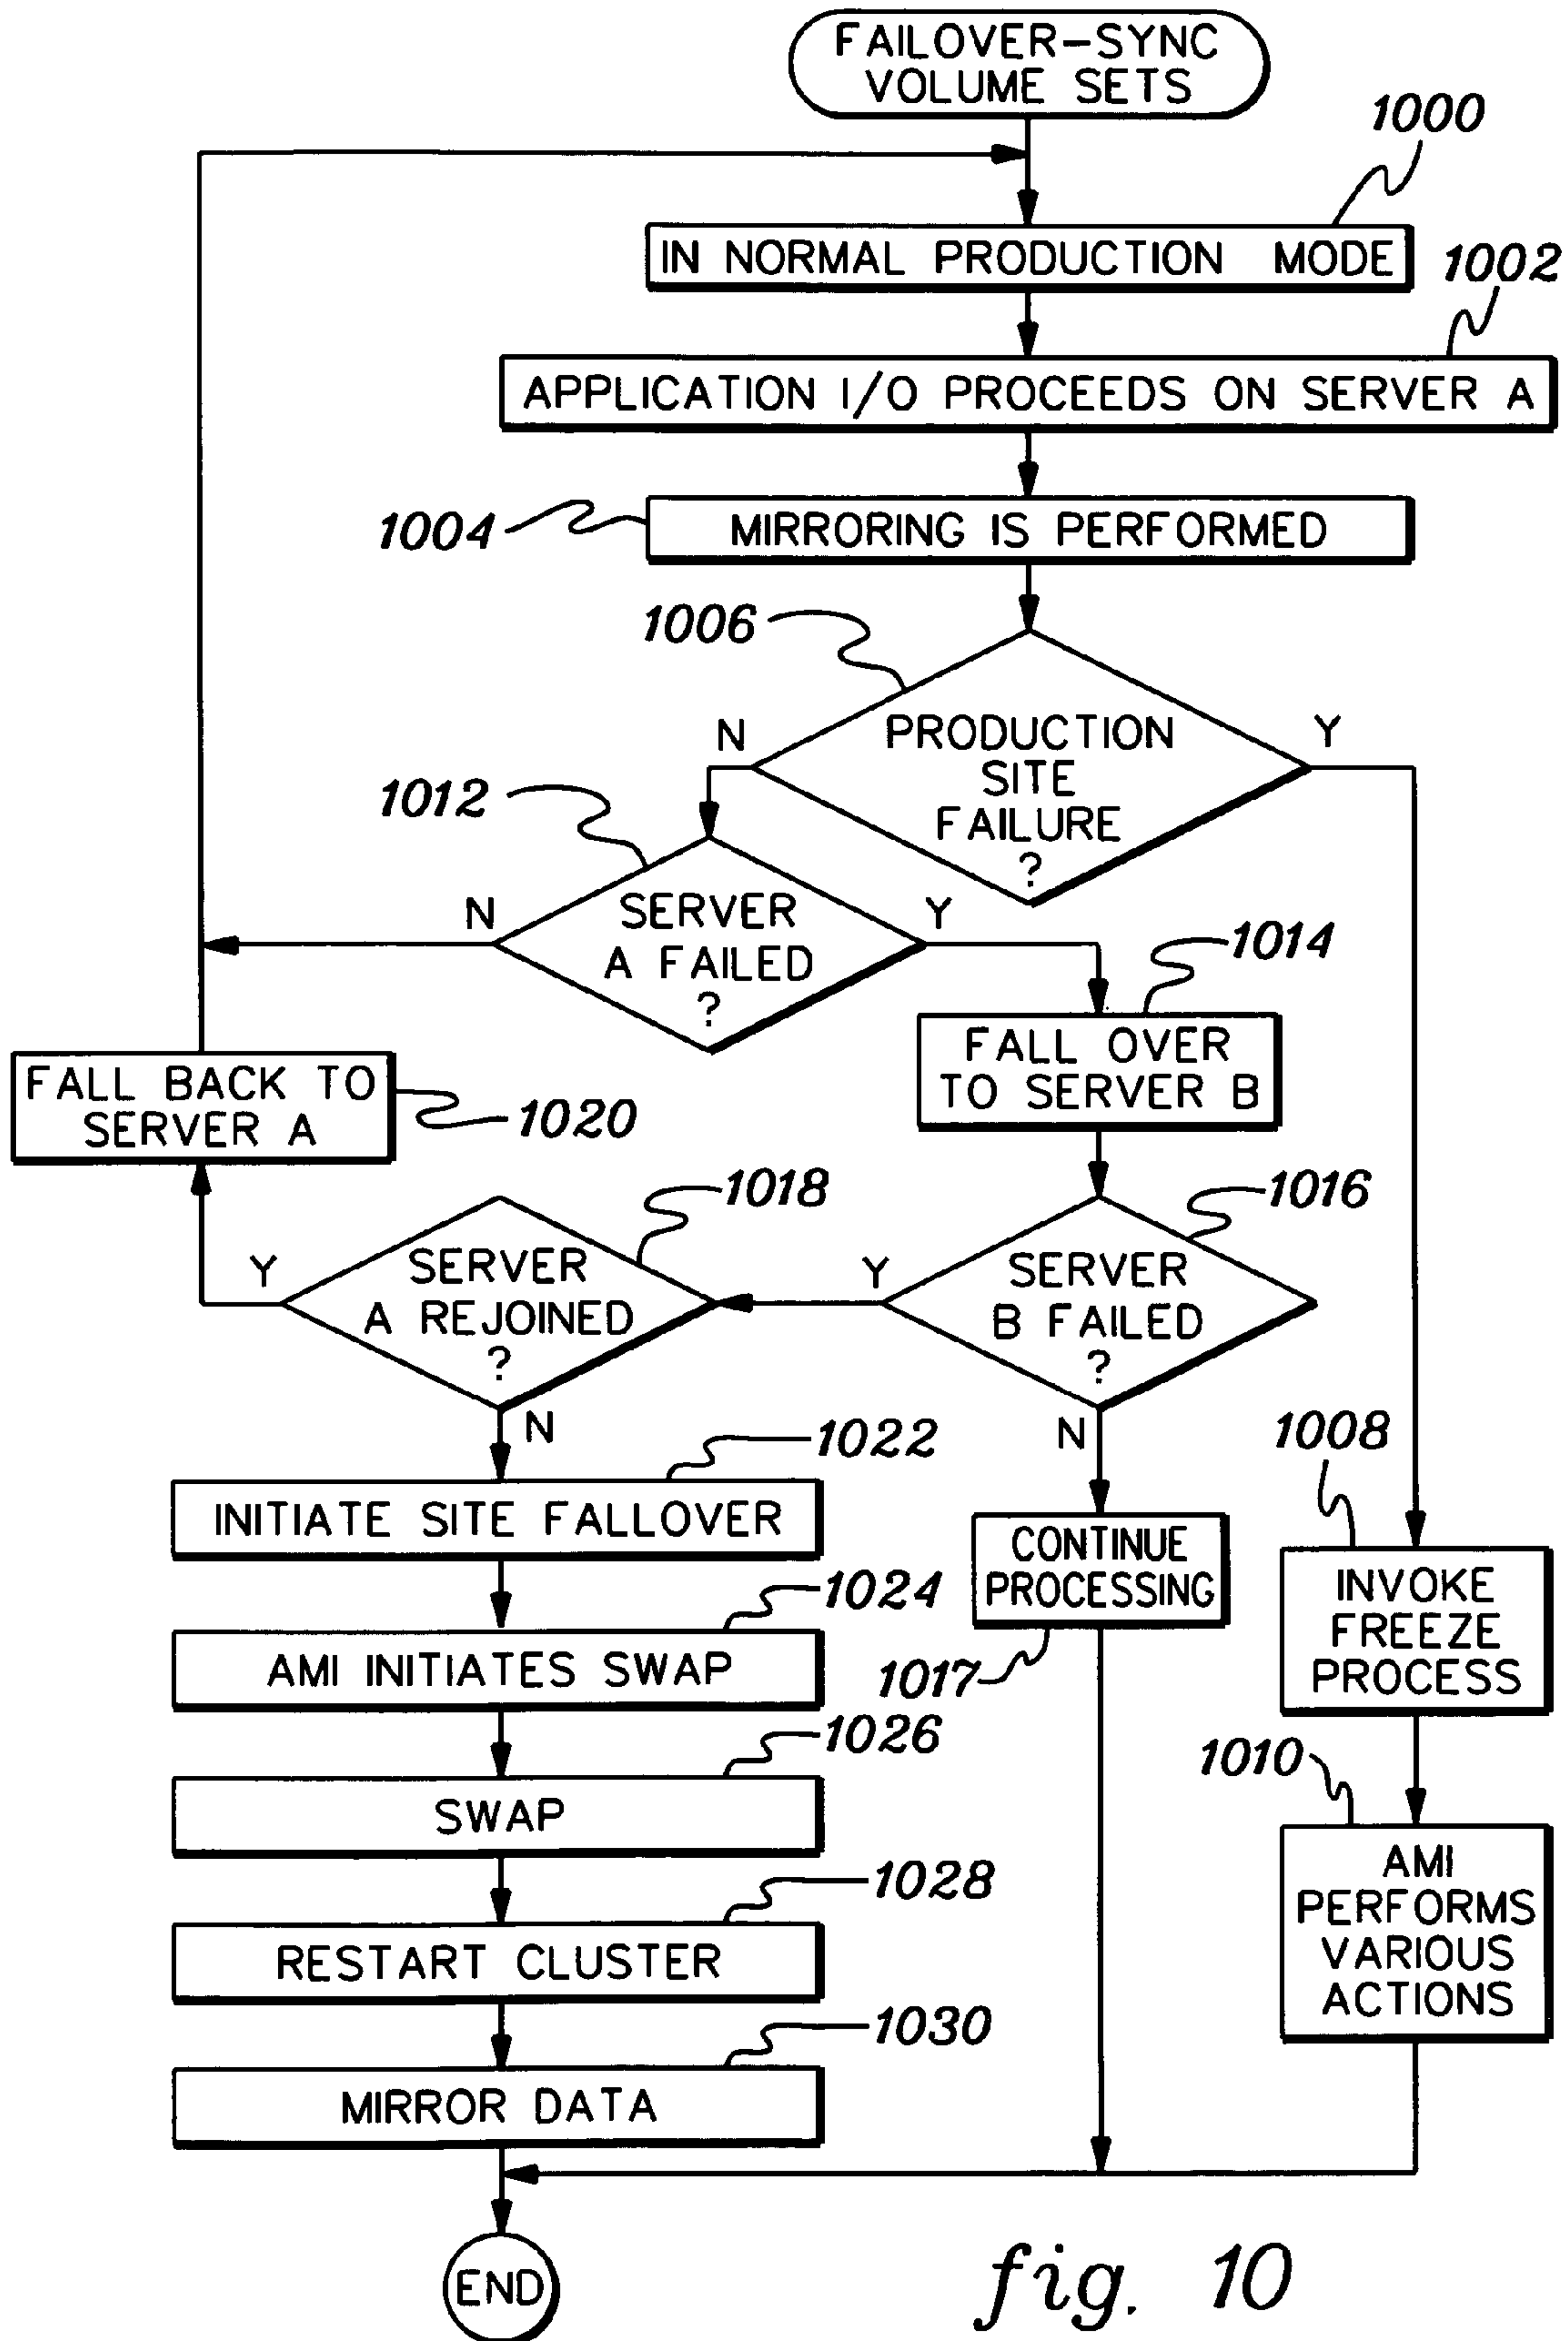 FAILOVER-SYNC
VOLUME SETS
1000
IN NORMAL PRODUCTION MODE
1002
APPLICATION I/O PROCEEDS ON SERVER A
1004
MIRRORING IS PERFORMED
1006
PRODUCTION
SITE
FAILURE
?
N
Y
1012
SERVER
A FAILED
?
N
Y
1014
FALL OVER
TO SERVER B
FALL BACK TO
SERVER A
1020
1018
SERVER
A REJOINED
?
Y
N
1016
SERVER
B FAILED
?
Y
N
1022
INITIATE SITE FALLOVER
1017
CONTINUE
PROCESSING
1008
INVOKE
FREEZE
PROCESS
1024
AMI INITIATES SWAP
1026
SWAP
1010
AMI
PERFORMS
VARIOUS
ACTIONS
1028
RESTART CLUSTER
1030
MIRROR DATA
END
fig. 10